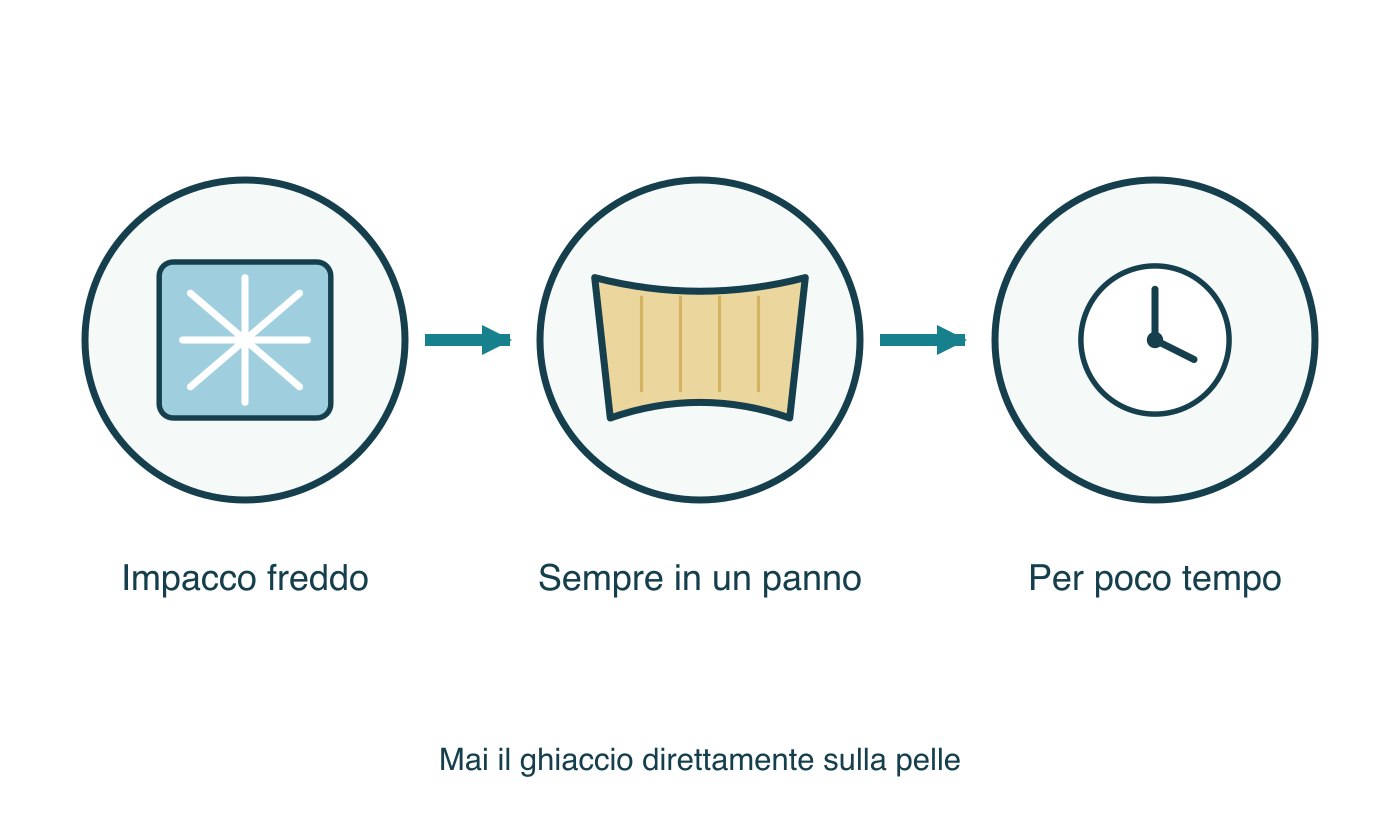 Impacco freddo
Sempre in un panno
Per poco tempo
Mai il ghiaccio direttamente sulla pelle